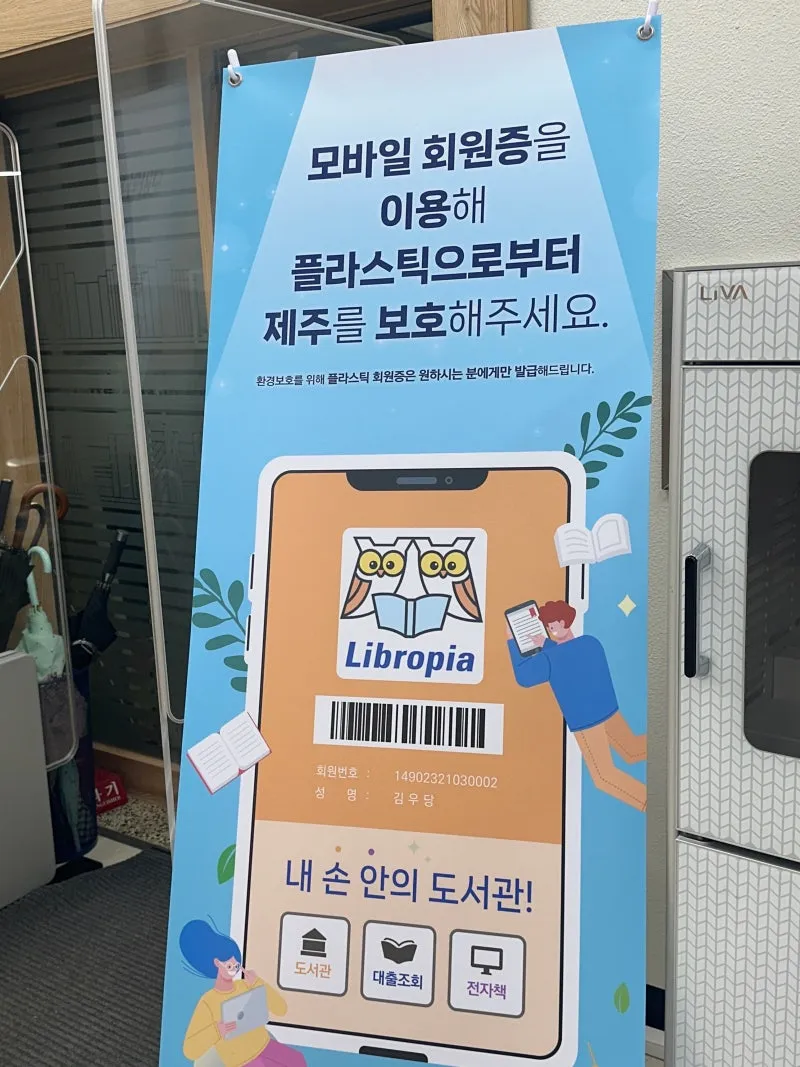 모바일 회원증을
이용해
플라스틱으로부터
제주를 보호해주세요.
환경보호를 위해 플라스틱 회원증은 원하시는 분에게만 발급해드립니다.
LIVA
Libropia
회원번호 : 14902321030002
성 명 : 김우당
내 손 안의 도서관!
도서관
대출조회
전자책